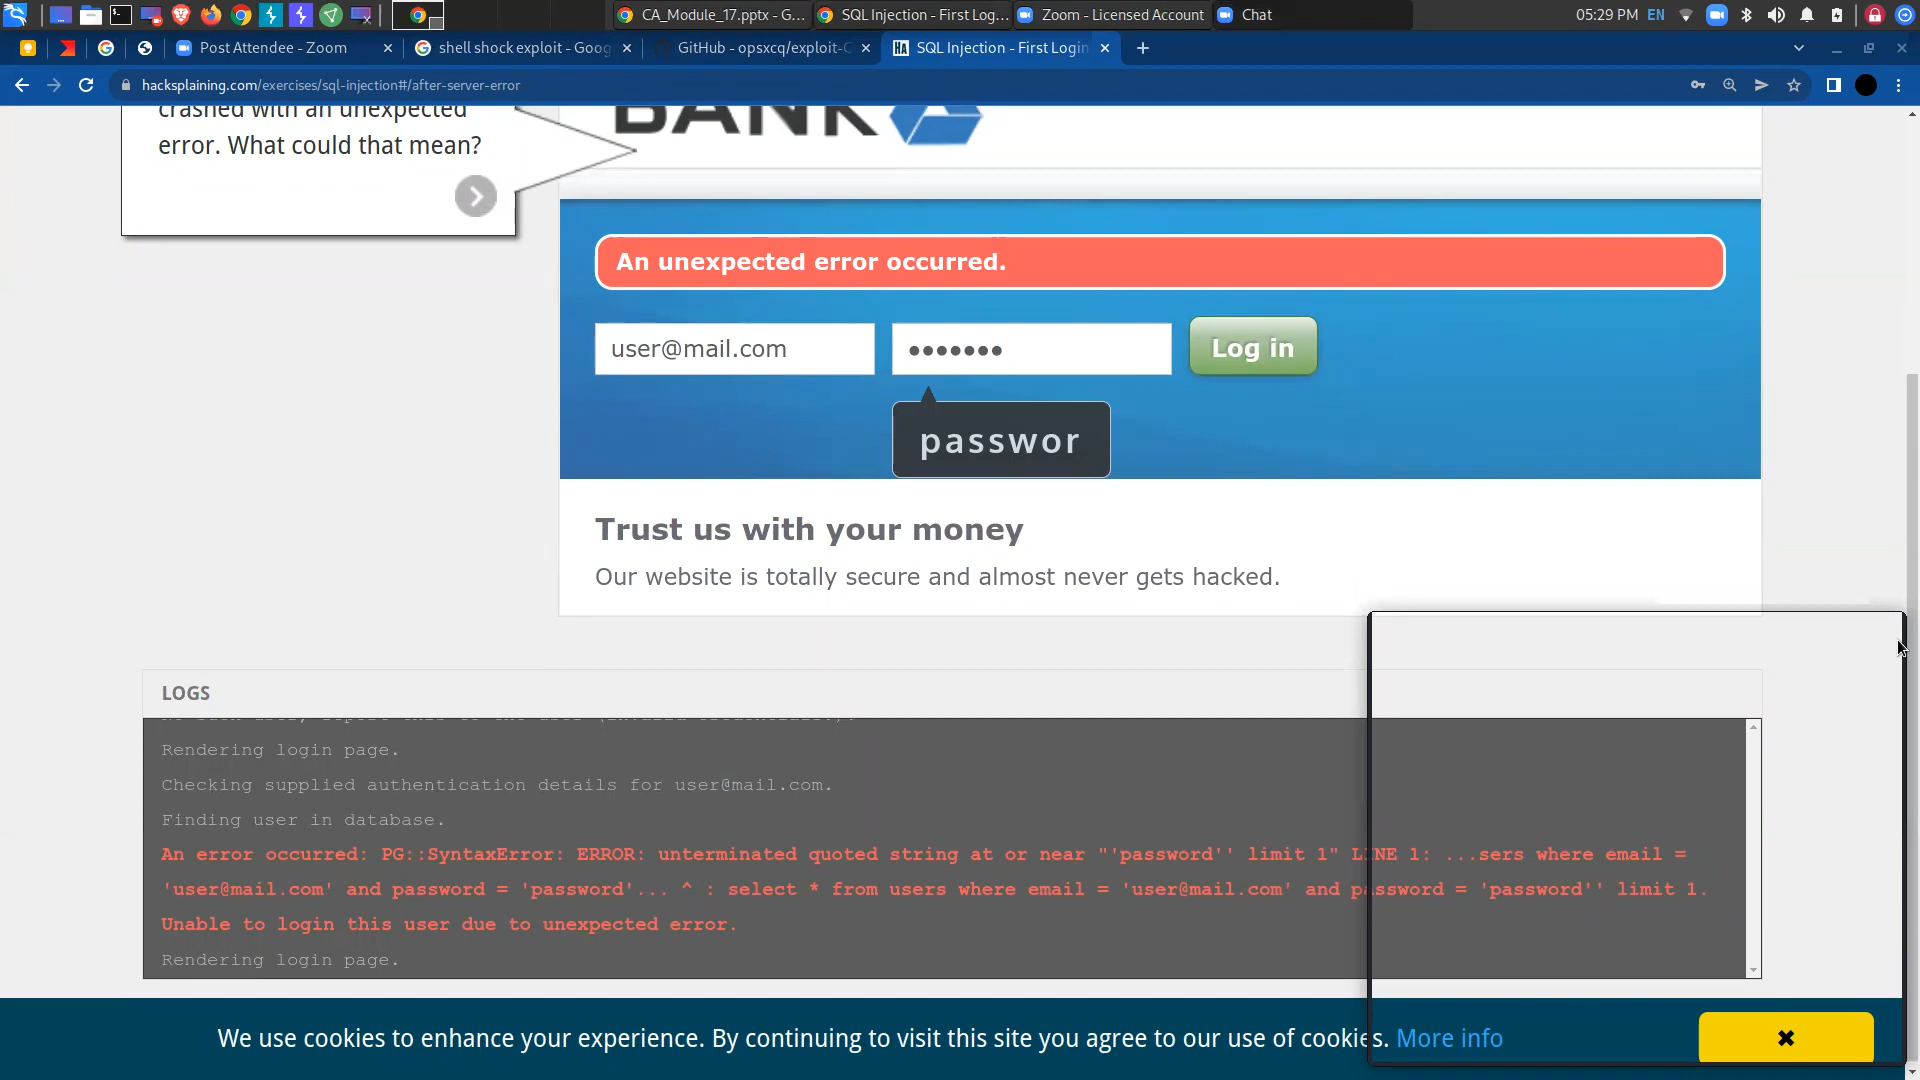 CA_Module_17.pptx - G...
SQL Injection - First Log...
Zoom - Licensed Account
Chat
05:29 PM EN
Post Attendee - Zoom
shell shock exploit - Goog
GitHub - opsxcq/exploit-C
HA SQL Injection - First Login
hacksplaining.com/exercises/sql-injection#/after-server-error
crashed with an unexpected
error. What could that mean?
BANK
An unexpected error occurred.
user@mail.com
•••••••
Log in
passwor
Trust us with your money
Our website is totally secure and almost never gets hacked.
LOGS
Rendering login page.
Checking supplied authentication details for user@mail.com.
Finding user in database.
An error occurred: PG::SyntaxError: ERROR: unterminated quoted string at or near "'password'' limit 1" LINE 1: ...sers where email =
'user@mail.com' and password = 'password'... ^ : select * from users where email = 'user@mail.com' and password = 'password'' limit 1.
Unable to login this user due to unexpected error.
Rendering login page.
We use cookies to enhance your experience. By continuing to visit this site you agree to our use of cookies. More info